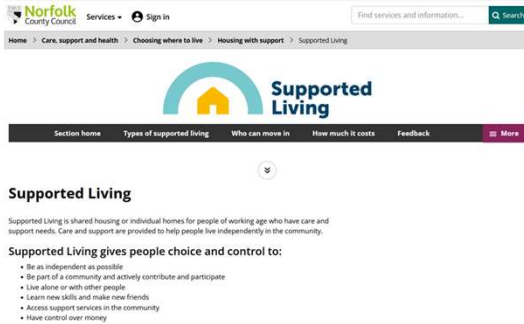 Norfolk
County Council
Services
Sign in
Find services and information...
Search
Home > Care, support and health > Choosing where to live > Housing with support > Supported Living
Supported
Living
Section home
Types of supported living
Who can move in
How much it costs
Feedback
More
Supported Living
Supported Living is shared housing or individual homes for people of working age who have care and
support needs. Care and support are provided to help people live independently in the community.
Supported Living gives people choice and control to:
• Be as independent as possible
• Be part of a community and actively contribute and participate
• Live alone or with other people
• Learn new skills and make new friends
• Access support services in the community
• Have control over money